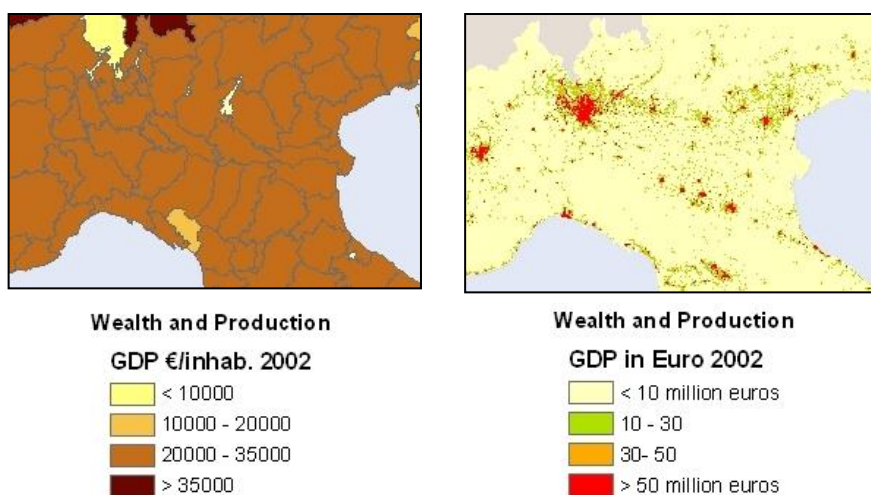 Wealth and Production
GDP €/inhab. 2002
< 10000
10000 - 20000
20000 - 35000
> 35000
Wealth and Production
GDP in Euro 2002
< 10 million euros
10 - 30
30- 50
> 50 million euros